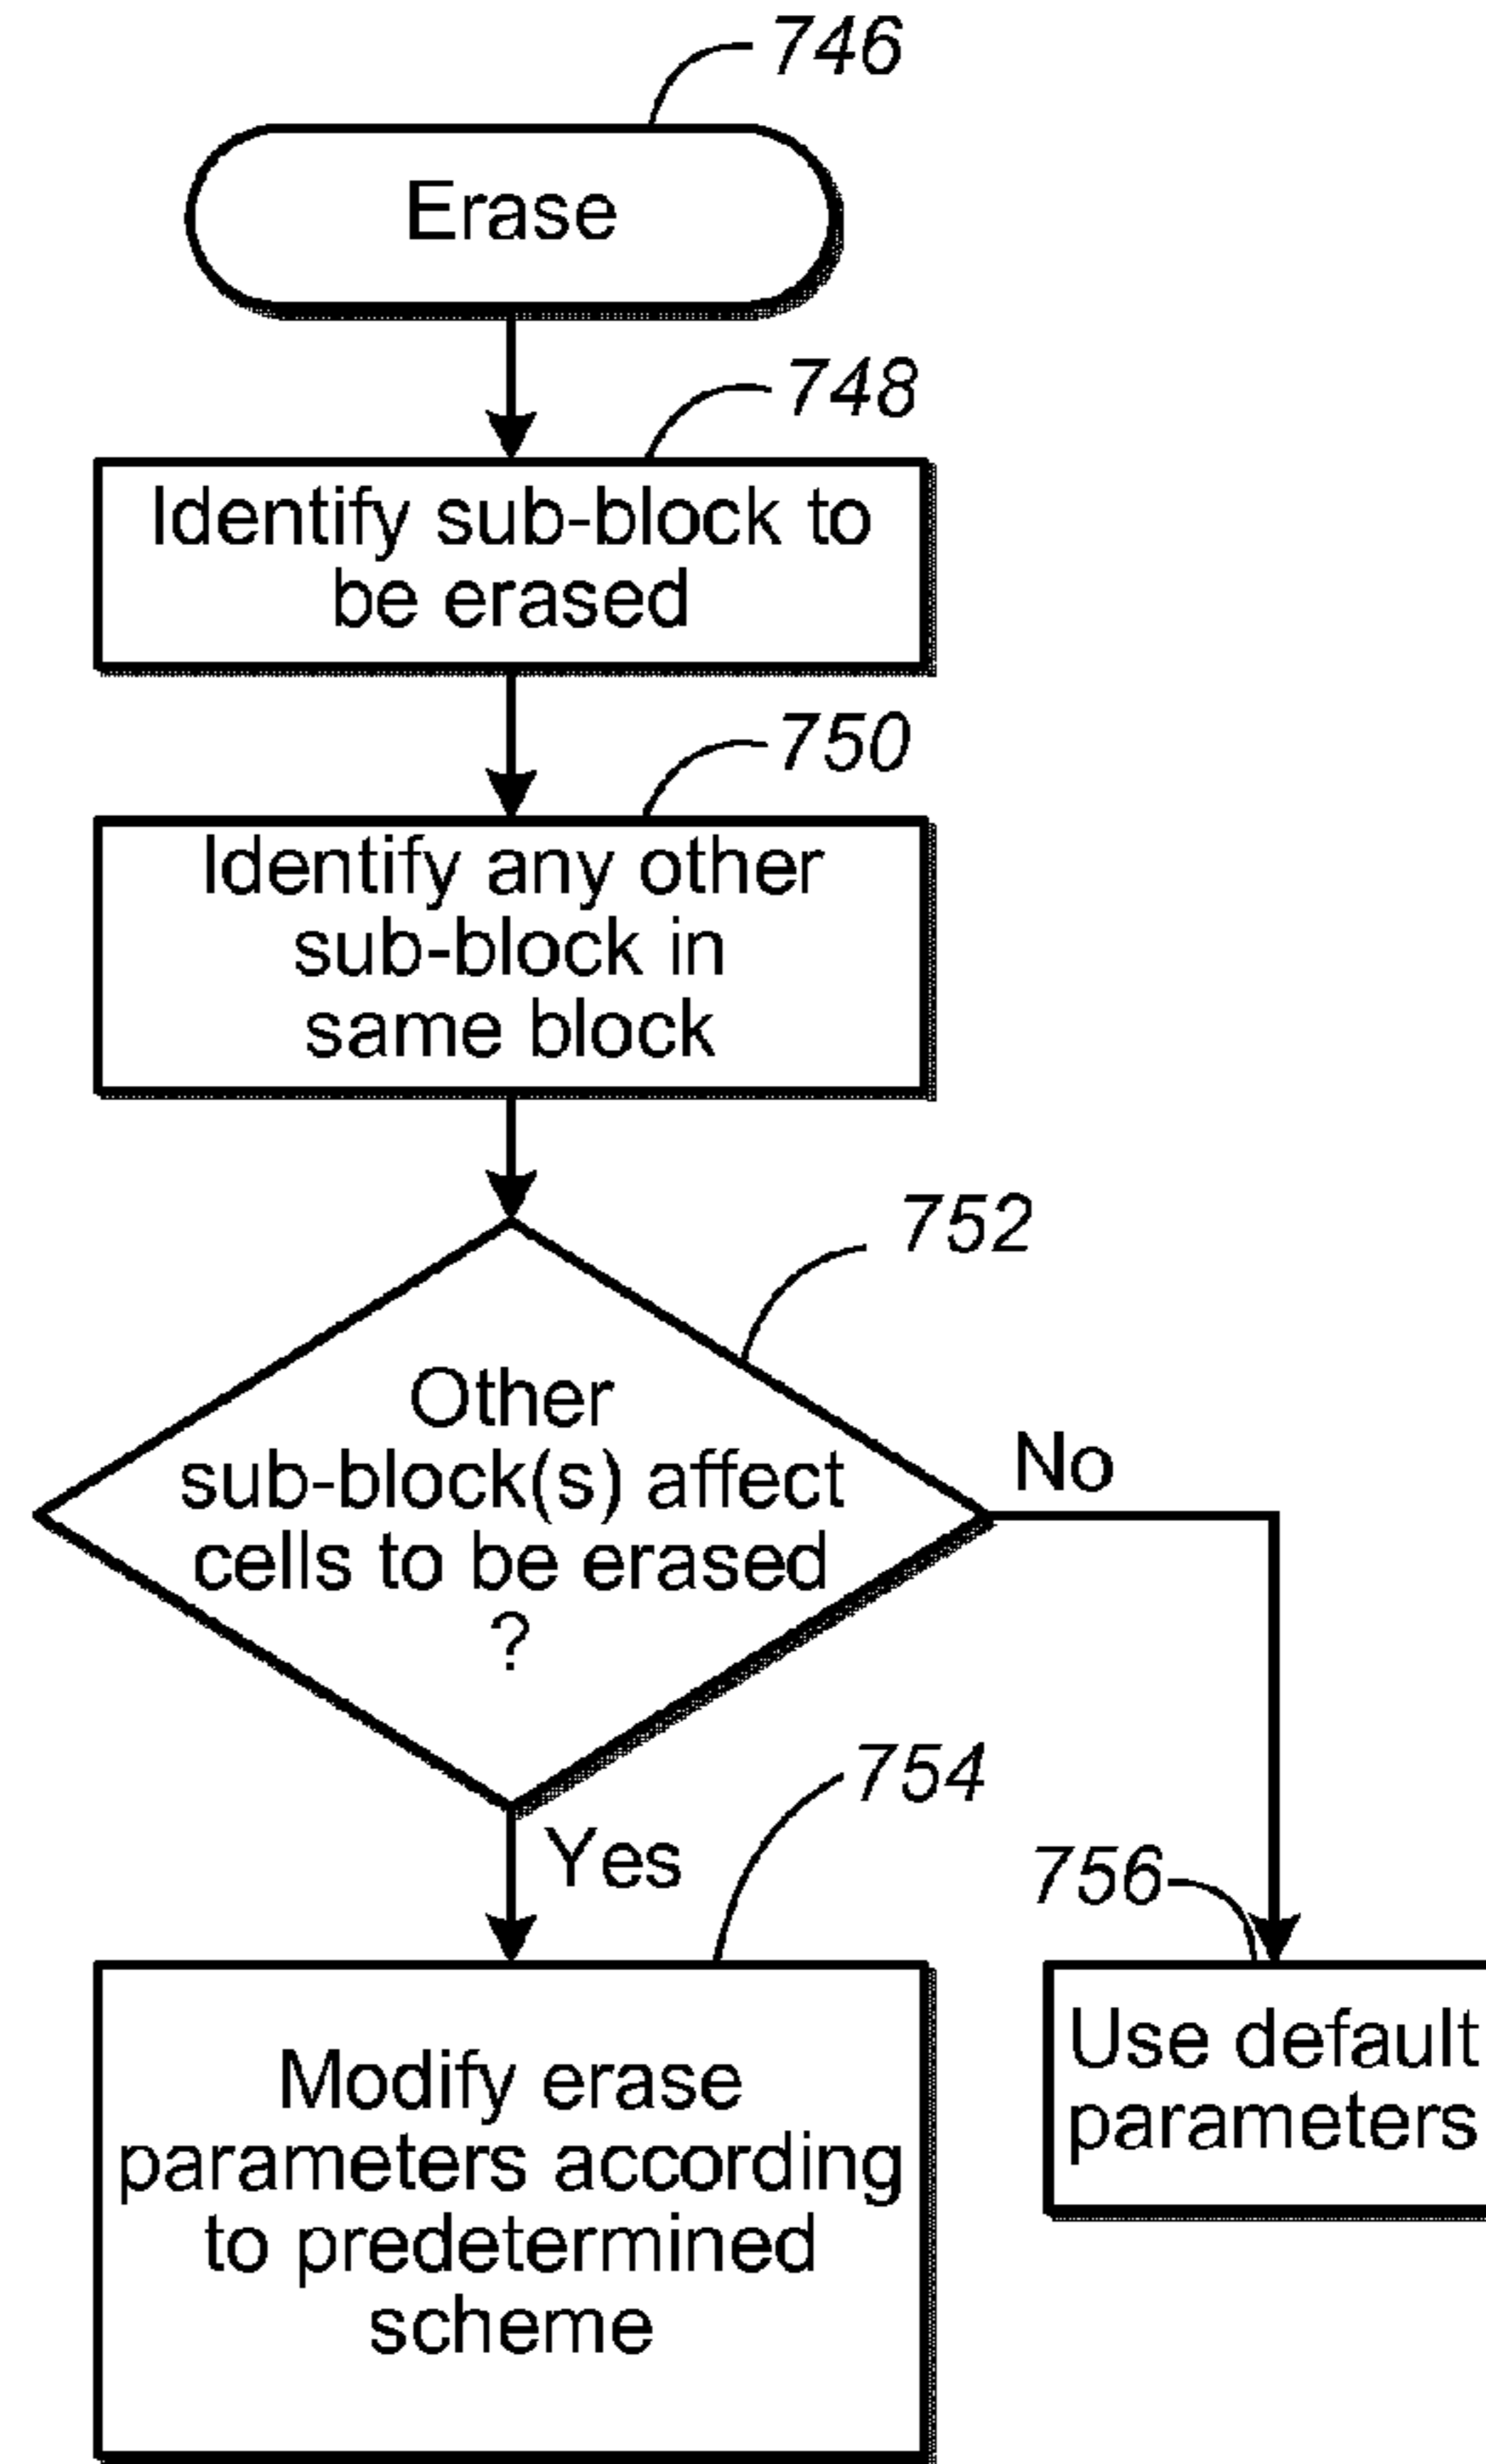 746
Erase
748
Identify sub-block to
be erased
750
Identify any other
sub-block in
same block
752
Other
sub-block(s) affect
cells to be erased
?
No
Yes
754
Modify erase
parameters according
to predetermined
scheme
756
Use default
parameters